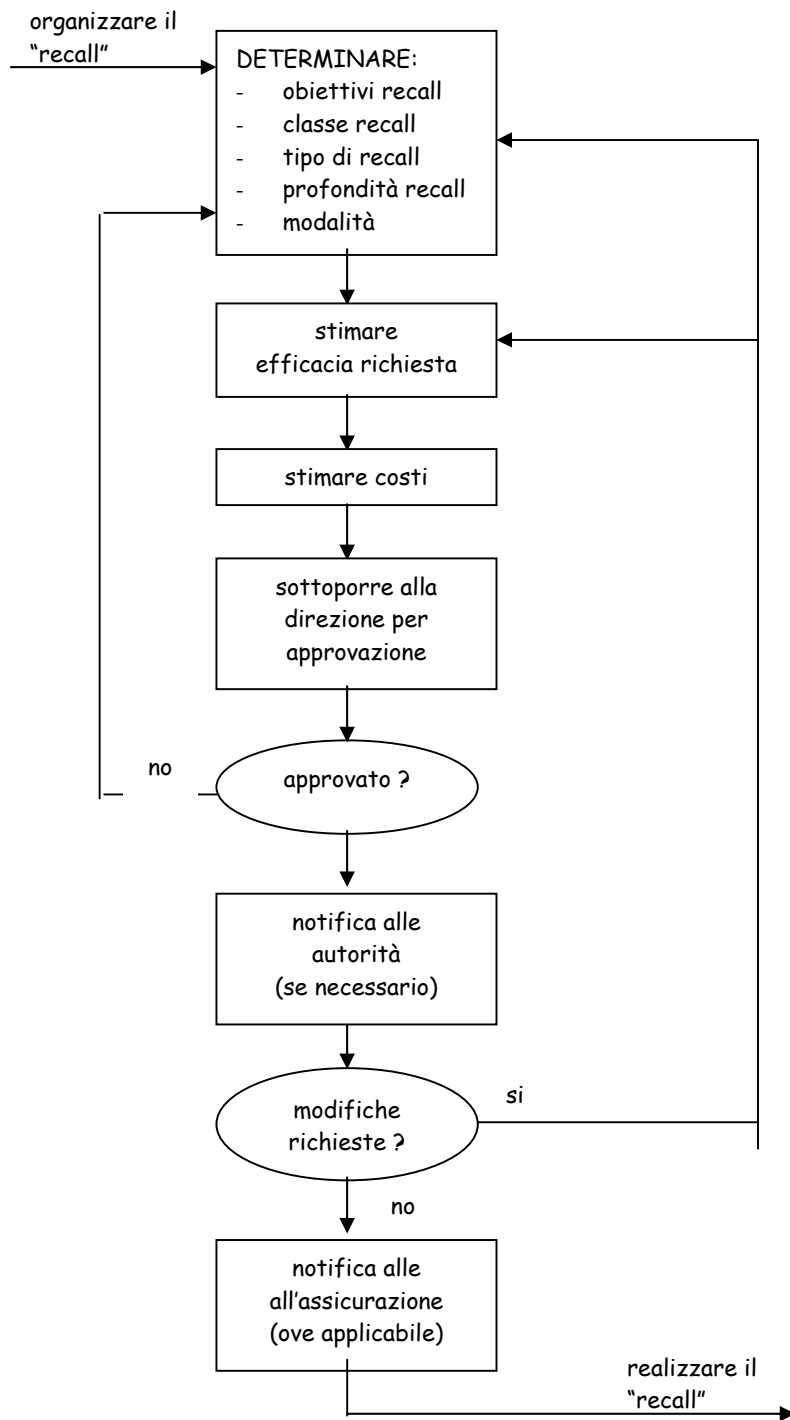 organizzare il
“recall”
DETERMINARE:
- obiettivi recall
- classe recall
- tipo di recall
- profondità recall
- modalità
stimare
efficacia richiesta
stimare costi
sottoporre alla
direzione per
approvazione
approvato ?
no
notifica alle
autorità
(se necessario)
modifiche
richieste ?
si
no
notifica alle
all’assicurazione
(ove applicabile)
realizzare il
“recall”